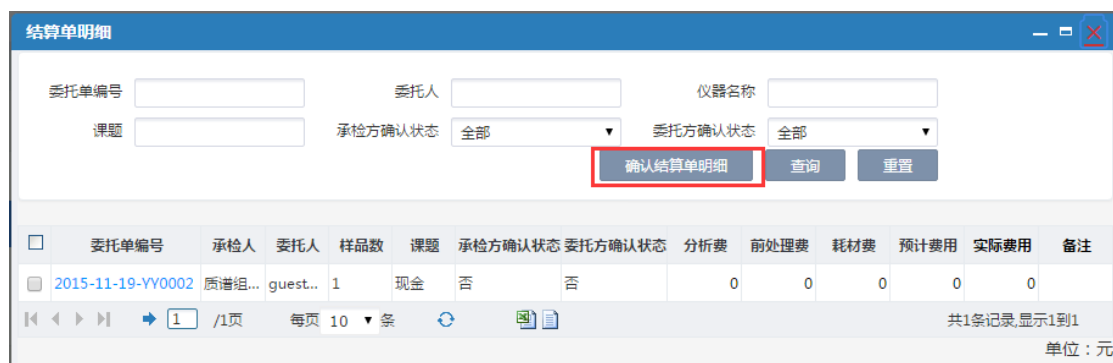 结算单明细
委托单编号 委托人 仪器名称
课题 承检方确认状态 全部 委托方确认状态 全部
确认结算单明细 查询 重置
委托单编号 承检人 委托人 样品数 课题 承检方确认状态 委托方确认状态 分析费 前处理费 耗材费 预计费用 实际费用 备注
2015-11-19-YY0002 质谱组... guest... 1 现金 否 否 0 0 0 0 0
1 /1页 每页 10 条 共1条记录,显示1到1
单位：元